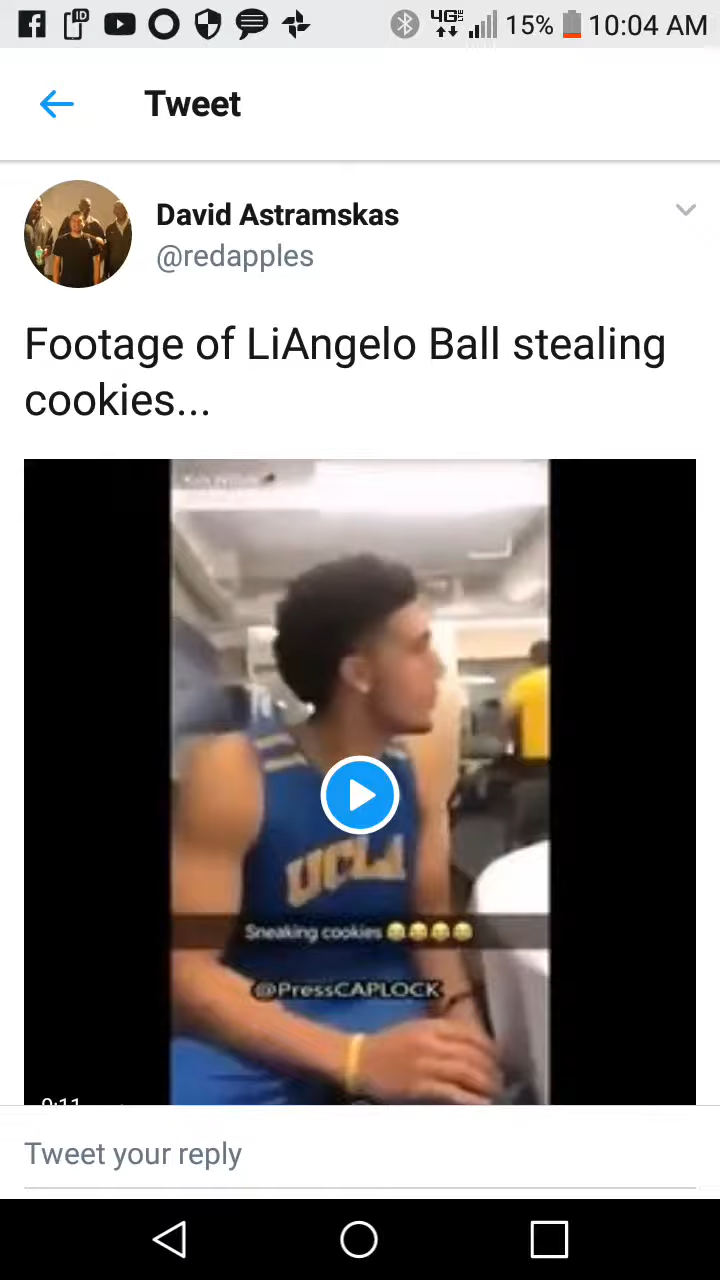 15% 10:04 AM
Tweet
David Astramskas
@redapples
Footage of LiAngelo Ball stealing
cookies...
UCLA
Sneaking cookies 😂😂😂😂
@PressCAPLOCK
0:11
Tweet your reply